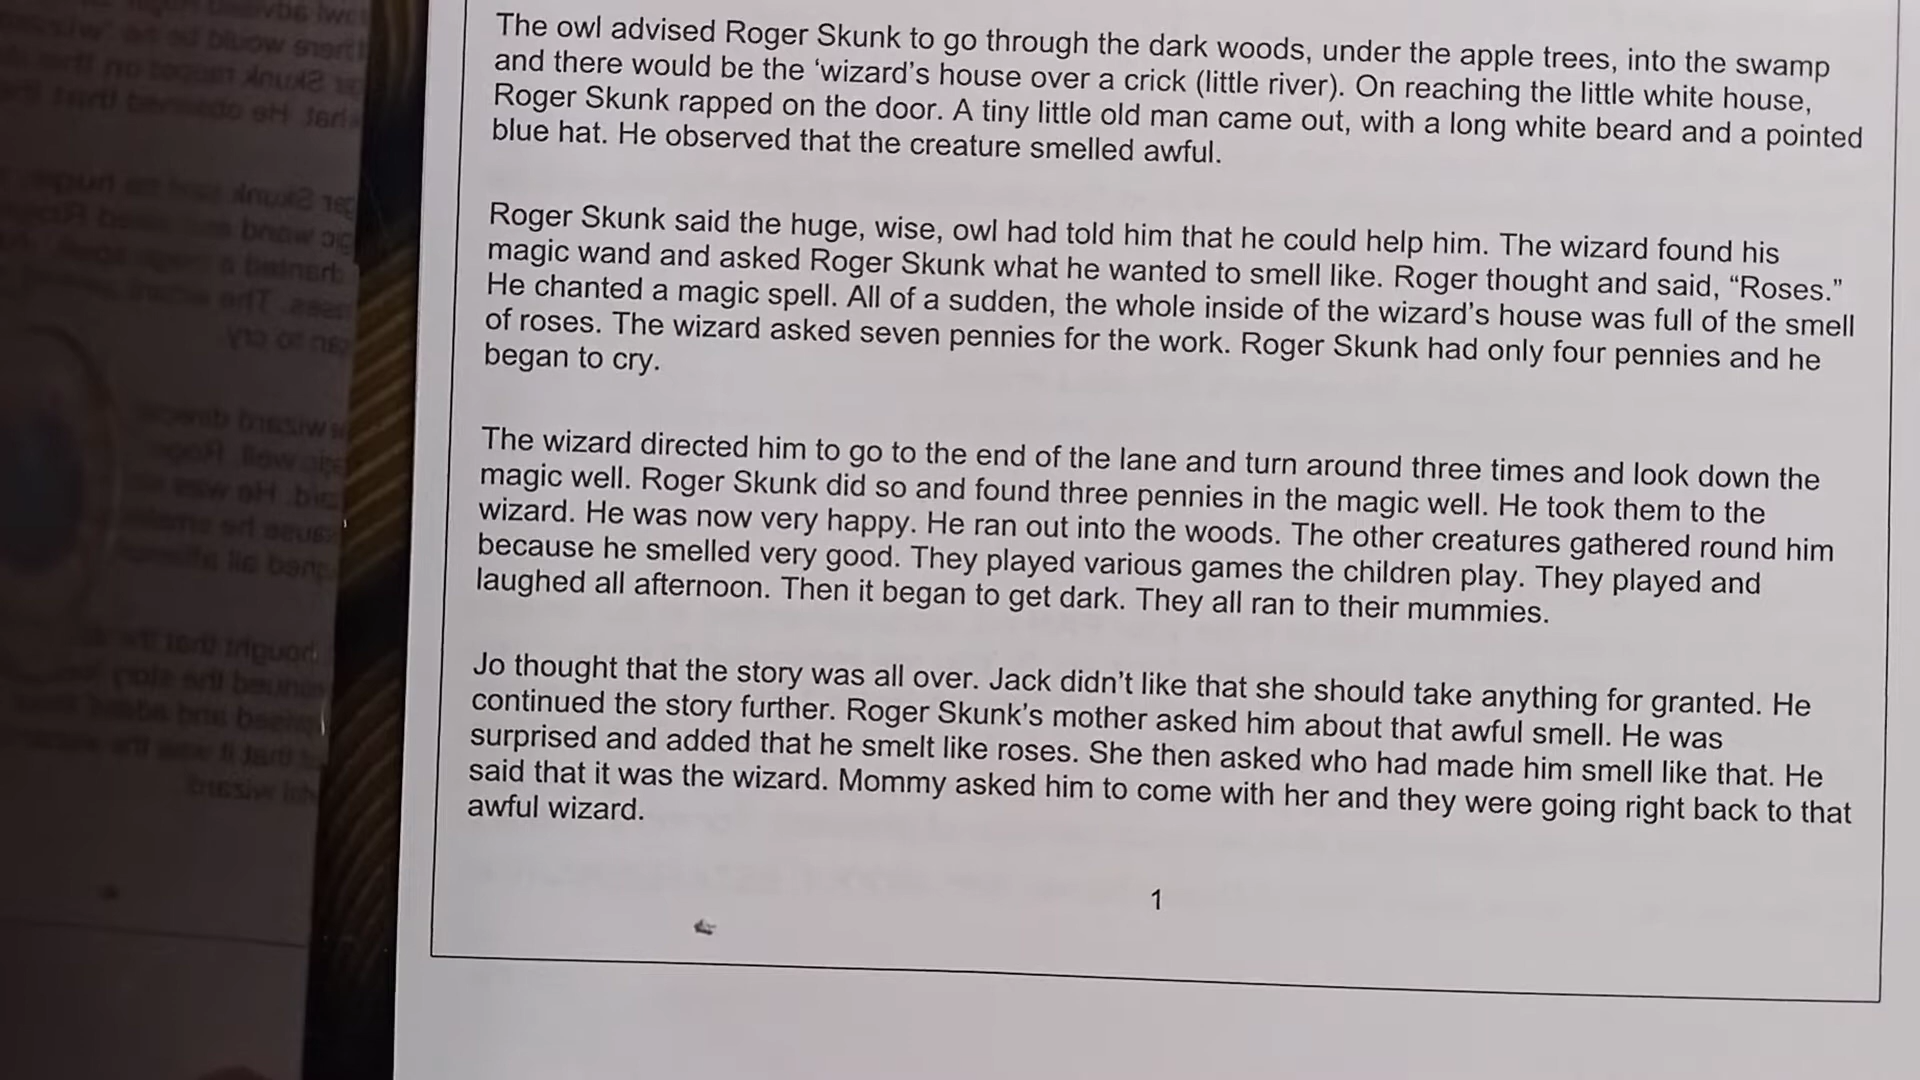 The owl advised Roger Skunk to go through the dark woods, under the apple trees, into the swamp
and there would be the ‘wizard’s house over a crick (little river). On reaching the little white house,
Roger Skunk rapped on the door. A tiny little old man came out, with a long white beard and a pointed
blue hat. He observed that the creature smelled awful.
Roger Skunk said the huge, wise, owl had told him that he could help him. The wizard found his
magic wand and asked Roger Skunk what he wanted to smell like. Roger thought and said, “Roses.”
He chanted a magic spell. All of a sudden, the whole inside of the wizard’s house was full of the smell
of roses. The wizard asked seven pennies for the work. Roger Skunk had only four pennies and he
began to cry.
The wizard directed him to go to the end of the lane and turn around three times and look down the
magic well. Roger Skunk did so and found three pennies in the magic well. He took them to the
wizard. He was now very happy. He ran out into the woods. The other creatures gathered round him
because he smelled very good. They played various games the children play. They played and
laughed all afternoon. Then it began to get dark. They all ran to their mummies.
Jo thought that the story was all over. Jack didn’t like that she should take anything for granted. He
continued the story further. Roger Skunk’s mother asked him about that awful smell. He was
surprised and added that he smelt like roses. She then asked who had made him smell like that. He
said that it was the wizard. Mommy asked him to come with her and they were going right back to that
awful wizard.
1